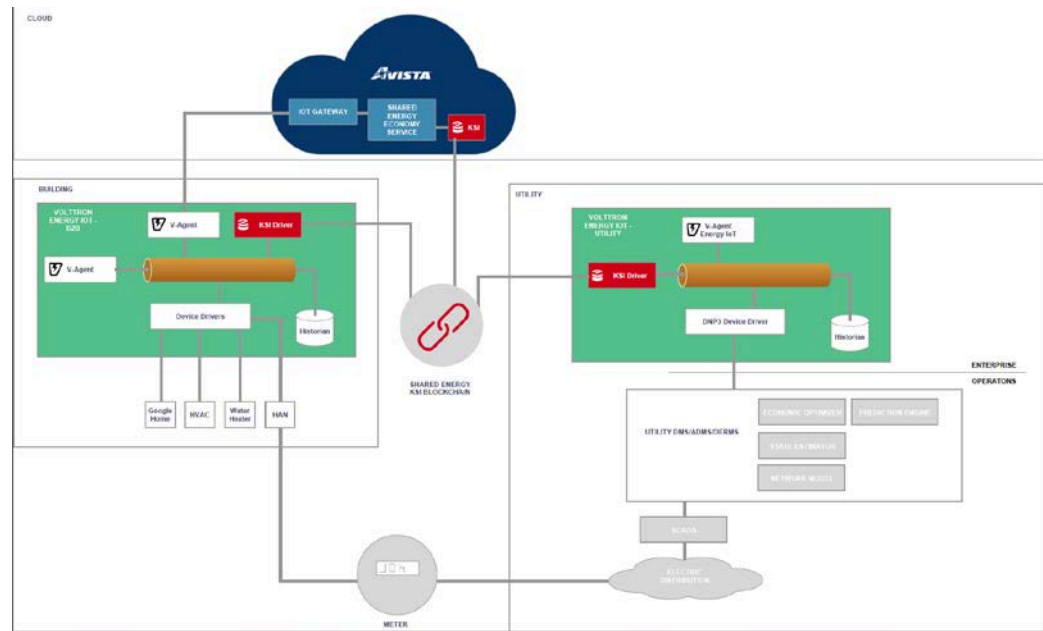 CLOUD
AVISTA
IOT GATEWAY
SHARED
ENERGY
ECONOMY
SERVICE
KSI
BUILDING
VOLTTRON
ENERGY IOT -
B2G
V-Agent
KSI Driver
V-Agent
Device Drivers
Historian
Google
Home
HVAC
Water
Heater
HAN
SHARED ENERGY
KSI BLOCKCHAIN
UTILITY
VOLTTRON
ENERGY IOT -
UTILITY
V-Agent
Energy IoT
KSI Driver
DNP3 Device Driver
Historian
ENTERPRISE
OPERATONS
UTILITY DMS/ADMS/DERMS
ECONOMIC OPTIMIZER
PREDICTION ENGINE
STATE ESTIMATOR
NETWORK MODEL
SCADA
ELECTRIC
DISTRIBUTION
METER